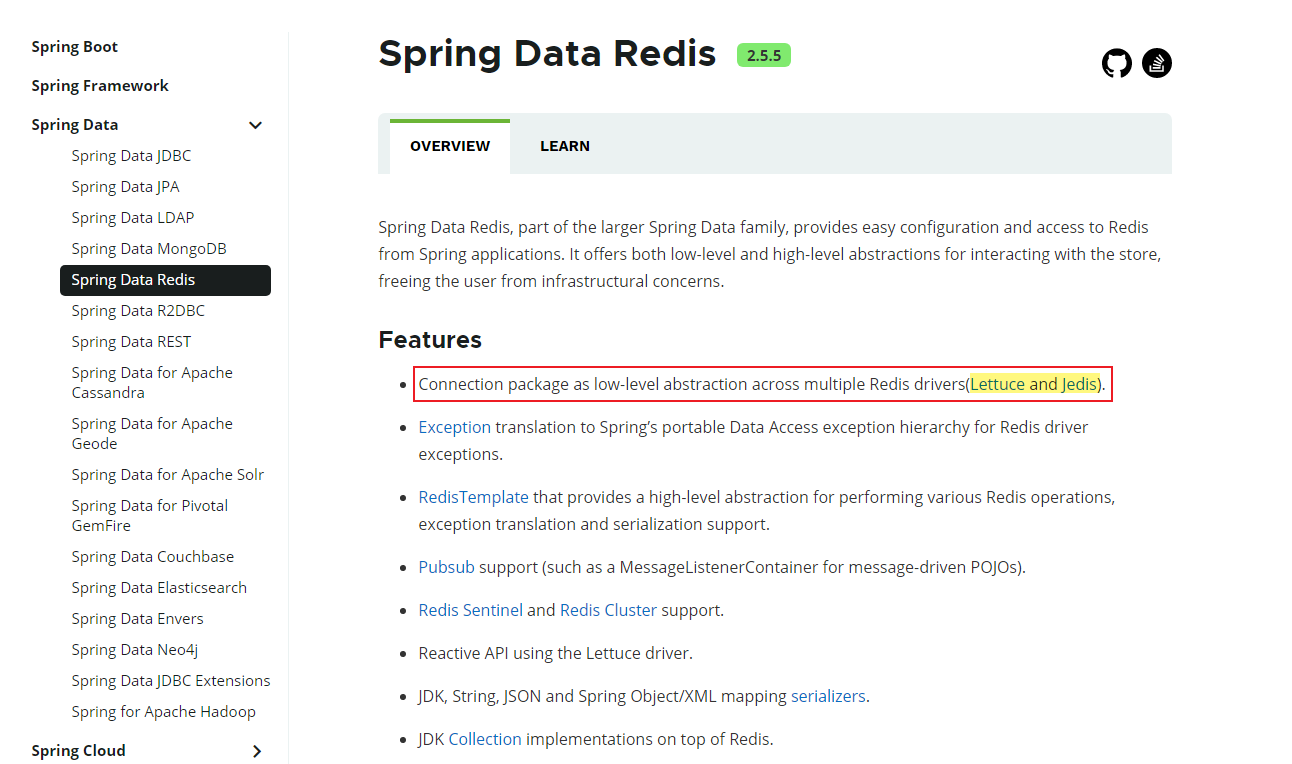 Spring Boot
Spring Framework
Spring Data
Spring Data JDBC
Spring Data JPA
Spring Data LDAP
Spring Data MongoDB
Spring Data Redis
Spring Data R2DBC
Spring Data REST
Spring Data for Apache
Cassandra
Spring Data for Apache
Geode
Spring Data for Apache Solr
Spring Data for Pivotal
GemFire
Spring Data Couchbase
Spring Data Elasticsearch
Spring Data Envers
Spring Data Neo4j
Spring Data JDBC Extensions
Spring for Apache Hadoop
Spring Cloud
Spring Data Redis 2.5.5
OVERVIEW LEARN
Spring Data Redis, part of the larger Spring Data family, provides easy configuration and access to Redis
from Spring applications. It offers both low-level and high-level abstractions for interacting with the store,
freeing the user from infrastructural concerns.
Features
• Connection package as low-level abstraction across multiple Redis drivers(Lettuce and Jedis).
• Exception translation to Spring’s portable Data Access exception hierarchy for Redis driver
exceptions.
• RedisTemplate that provides a high-level abstraction for performing various Redis operations,
exception translation and serialization support.
• Pubsub support (such as a MessageListenerContainer for message-driven POJOs).
• Redis Sentinel and Redis Cluster support.
• Reactive API using the Lettuce driver.
• JDK, String, JSON and Spring Object/XML mapping serializers.
• JDK Collection implementations on top of Redis.